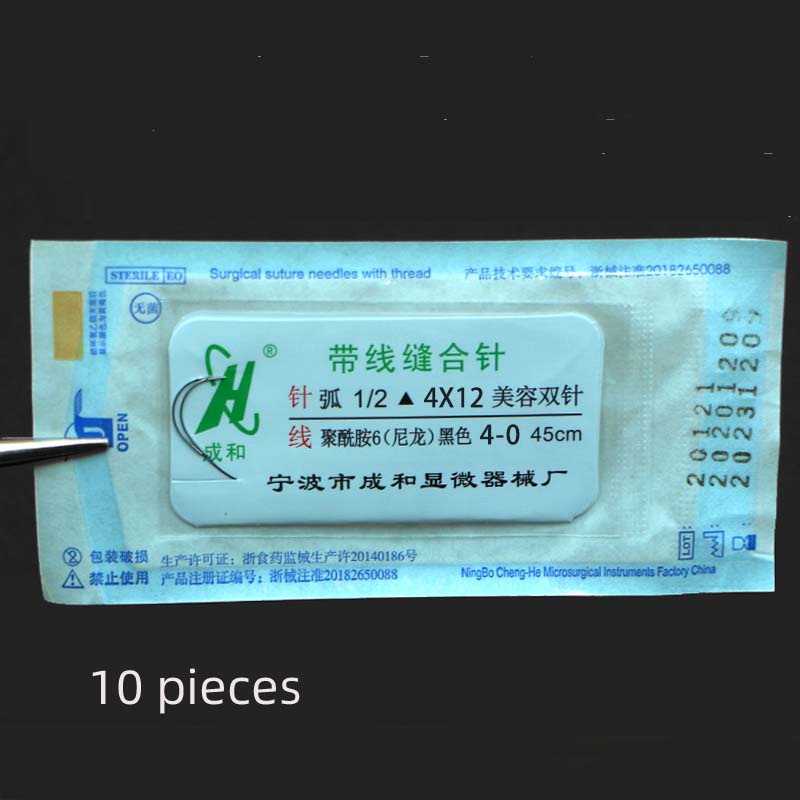 STERILE EO
Surgical suture needles with thread
产品技术要求编号：浙械注准20182650088
无菌
®
H
成和
带线缝合针
针 弧 1/2 ▲ 4X12 美容双针
线 聚酰胺6（尼龙）黑色 4-0 45cm
宁波市成和显微器械厂
OPEN
20121
20201209
20231207
LOT
2
包装破损
禁止使用
生产许可证：浙食药监械生产许20140186号
产品注册证编号：浙械注准20182650088
NingBo Cheng-He Microsurgical Instruments Factory China
10 pieces